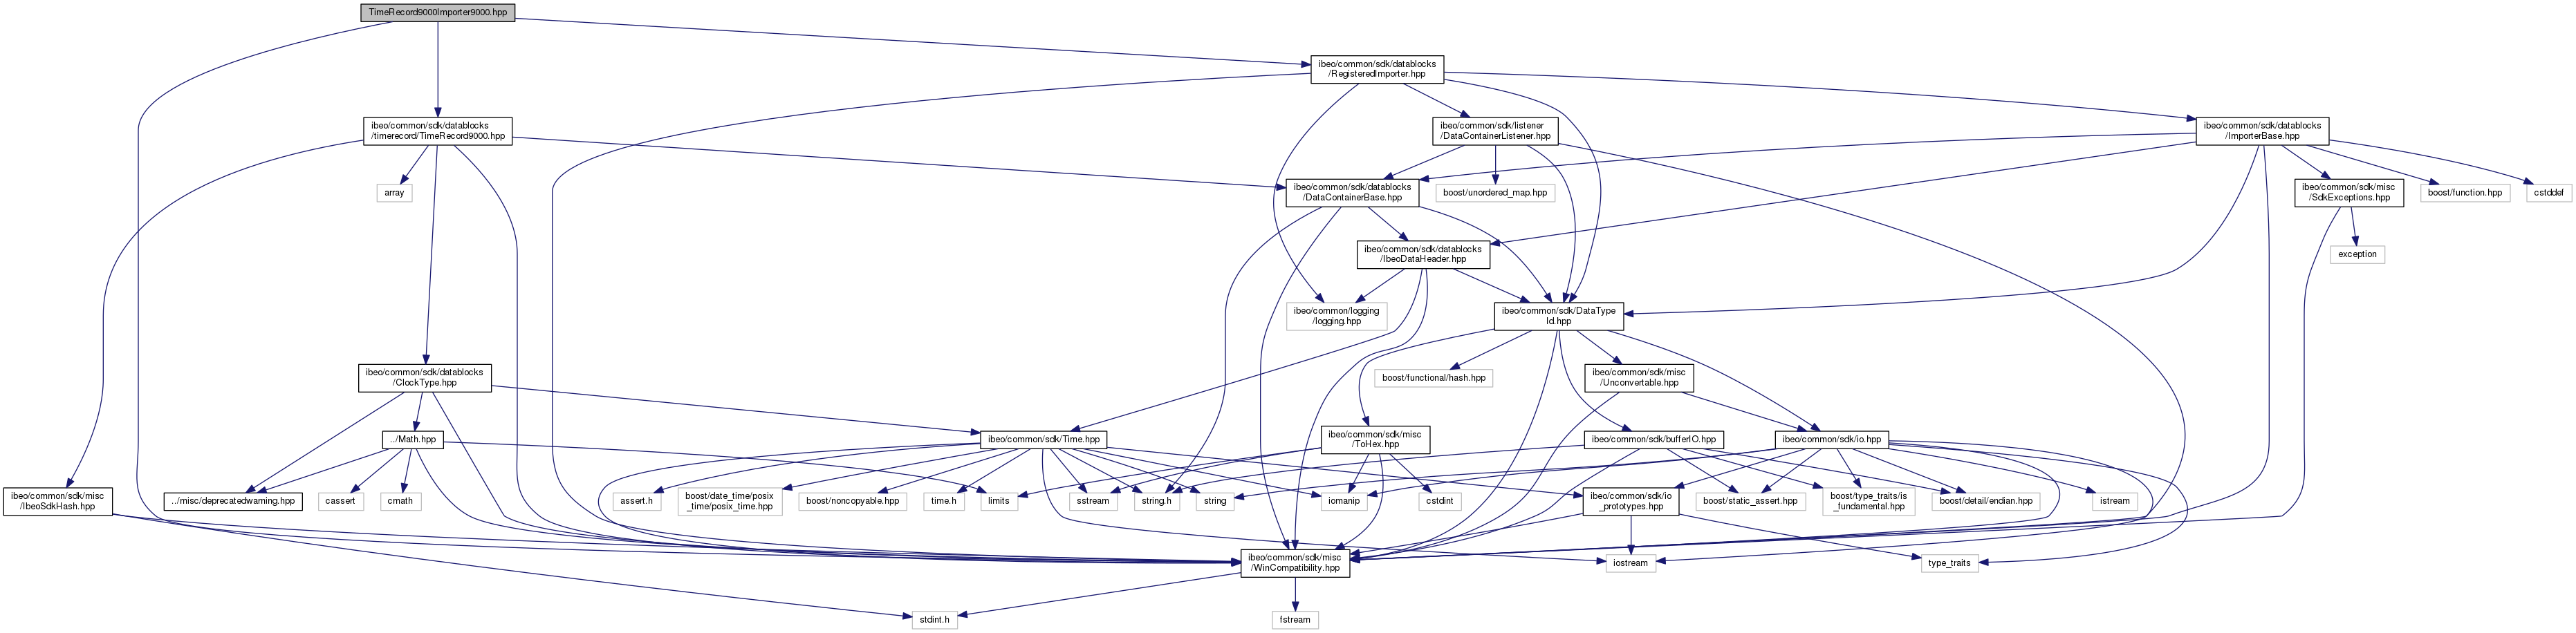 TimeRecord9000Importer9000.hpp
ibeo/common/sdk/datablocks
/RegisteredImporter.hpp
ibeo/common/sdk/datablocks
/timerecord/TimeRecord9000.hpp
ibeo/common/sdk/listener
/DataContainerListener.hpp
ibeo/common/sdk/datablocks
/ImporterBase.hpp
array
ibeo/common/sdk/datablocks
/DataContainerBase.hpp
boost/unordered_map.hpp
ibeo/common/sdk/misc
/SdkExceptions.hpp
boost/function.hpp
cstddef
ibeo/common/sdk/datablocks
/IbeoDataHeader.hpp
exception
ibeo/common/logging
/logging.hpp
ibeo/common/sdk/DataType
Id.hpp
ibeo/common/sdk/datablocks
/ClockType.hpp
boost/functional/hash.hpp
ibeo/common/sdk/misc
/Unconvertable.hpp
../Math.hpp
ibeo/common/sdk/Time.hpp
ibeo/common/sdk/misc
/ToHex.hpp
ibeo/common/sdk/bufferIO.hpp
ibeo/common/sdk/io.hpp
ibeo/common/sdk/misc
/IbeoSdkHash.hpp
../misc/deprecatedwarning.hpp
cassert
cmath
assert.h
boost/date_time/posix
_time/posix_time.hpp
boost/noncopyable.hpp
time.h
limits
sstream
string.h
string
iomanip
cstdint
ibeo/common/sdk/io
_prototypes.hpp
boost/static_assert.hpp
boost/type_traits/is
_fundamental.hpp
boost/detail/endian.hpp
istream
ibeo/common/sdk/misc
/WinCompatibility.hpp
iostream
type_traits
stdint.h
fstream